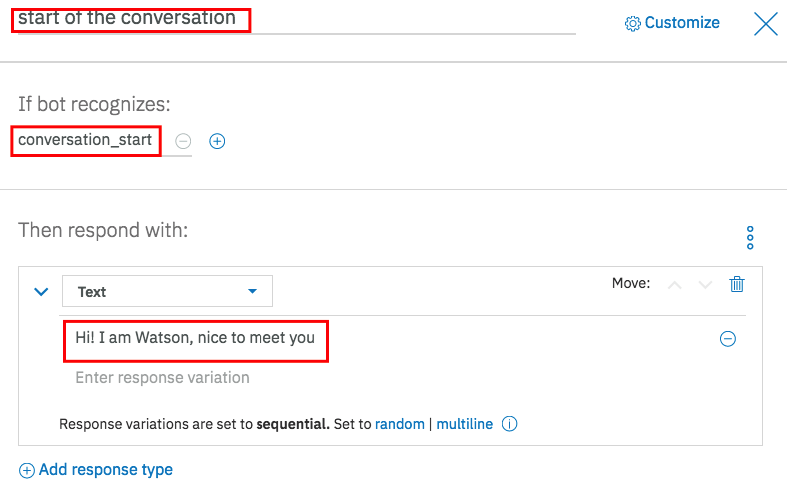 start of the conversation
Customize
If bot recognizes:
conversation_start
Then respond with:
Text
Move:
Hi! I am Watson, nice to meet you
Enter response variation
Response variations are set to sequential. Set to random | multiline
Add response type